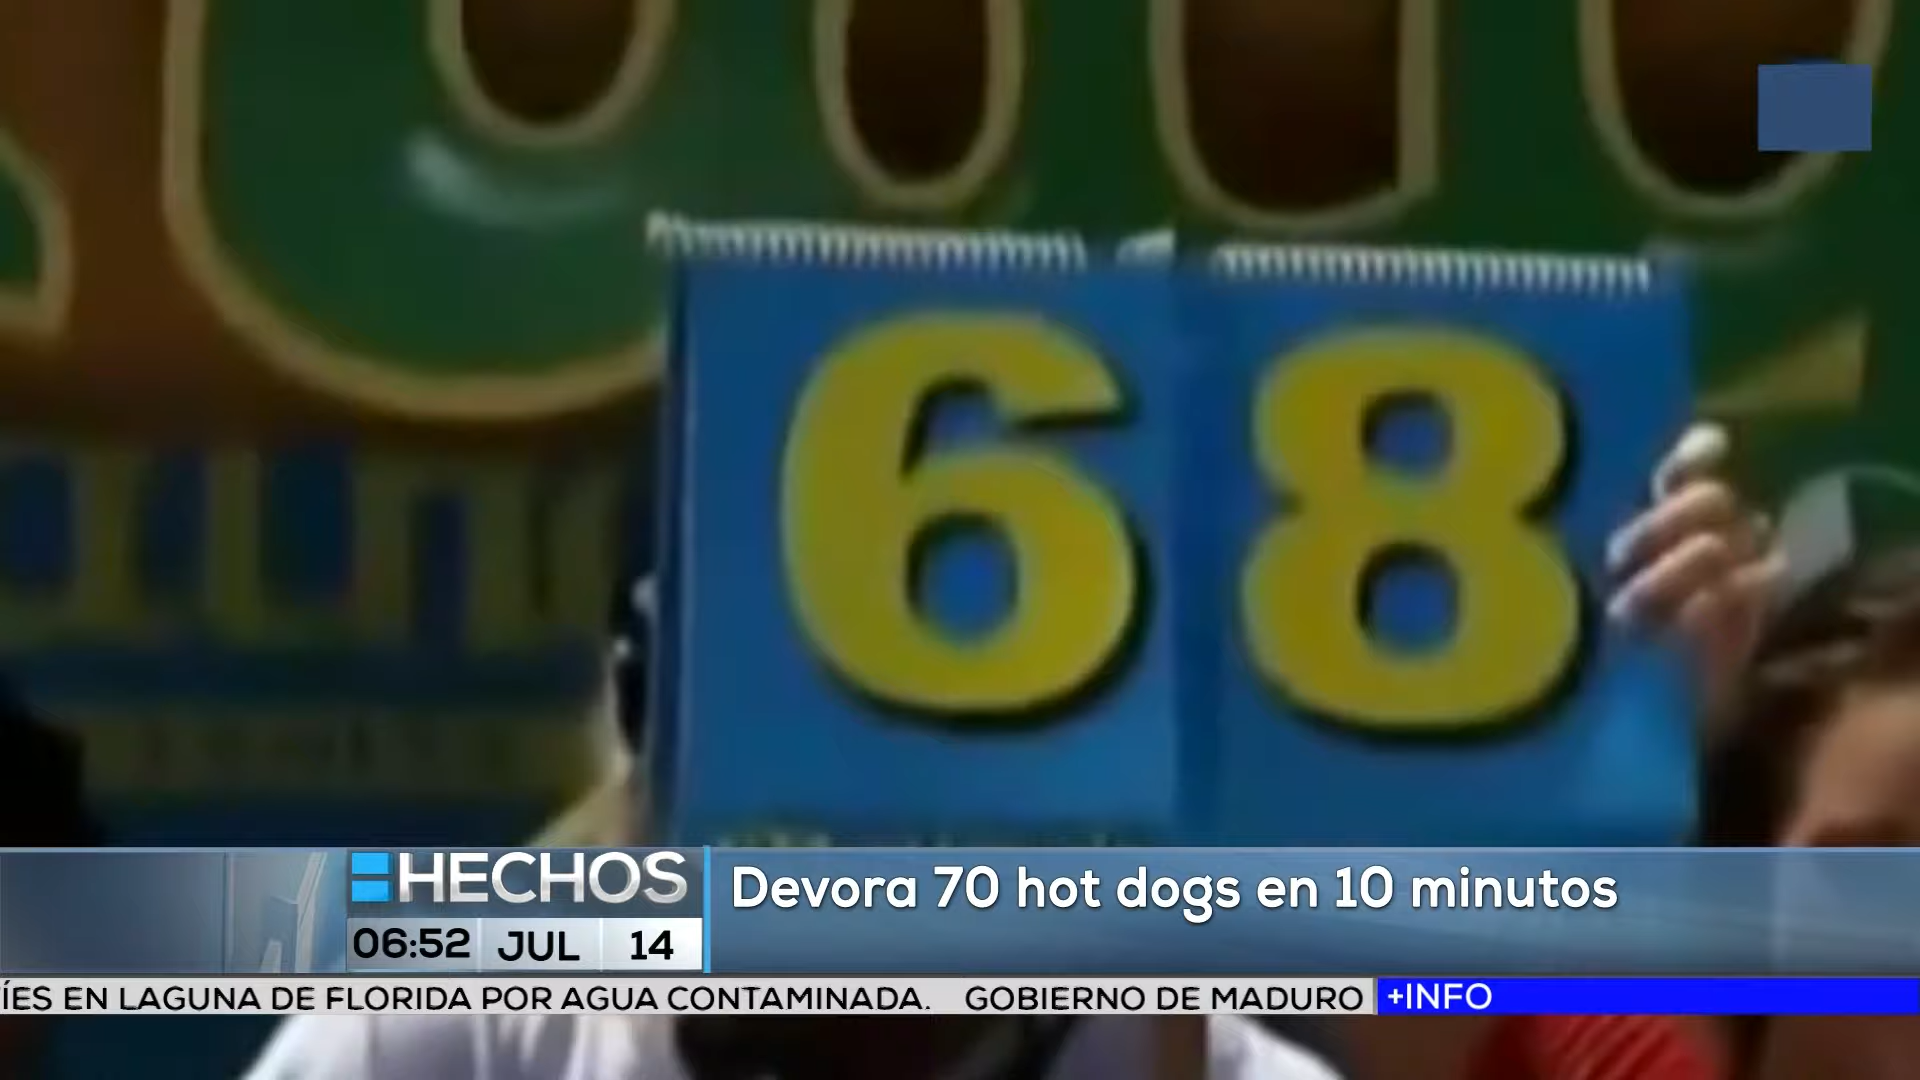 68
HECHOS
Devora 70 hot dogs en 10 minutos
06:52 JUL 14
ÍES EN LAGUNA DE FLORIDA POR AGUA CONTAMINADA. GOBIERNO DE MADURO
+INFO